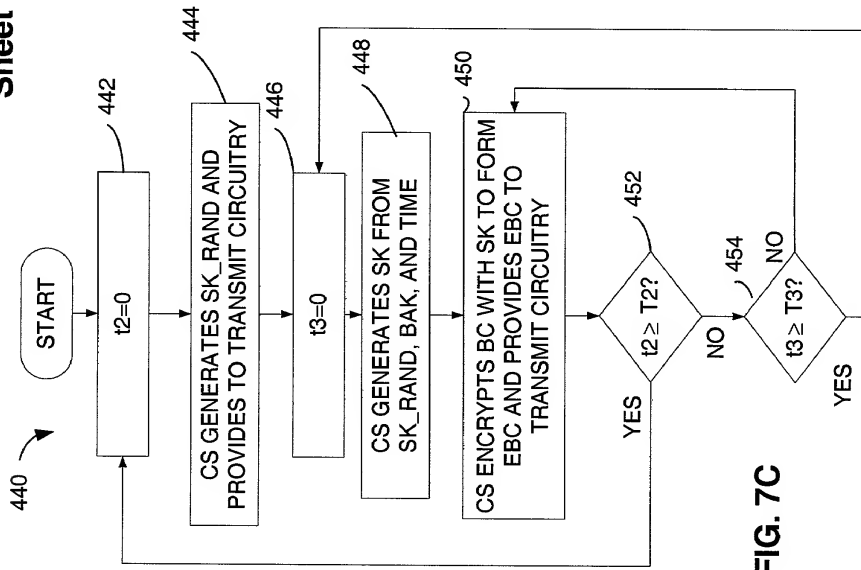 Sheet
440
START
442
t2=0
444
CS GENERATES SK_RAND AND
PROVIDES TO TRANSMIT CIRCUITRY
446
t3=0
448
CS GENERATES SK FROM
SK_RAND, BAK, AND TIME
450
CS ENCRYPTS BC WITH SK TO FORM
EBC AND PROVIDES EBC TO
TRANSMIT CIRCUITRY
452
t2 ≥ T2?
YES
NO
454
t3 ≥ T3?
NO
YES
FIG. 7C